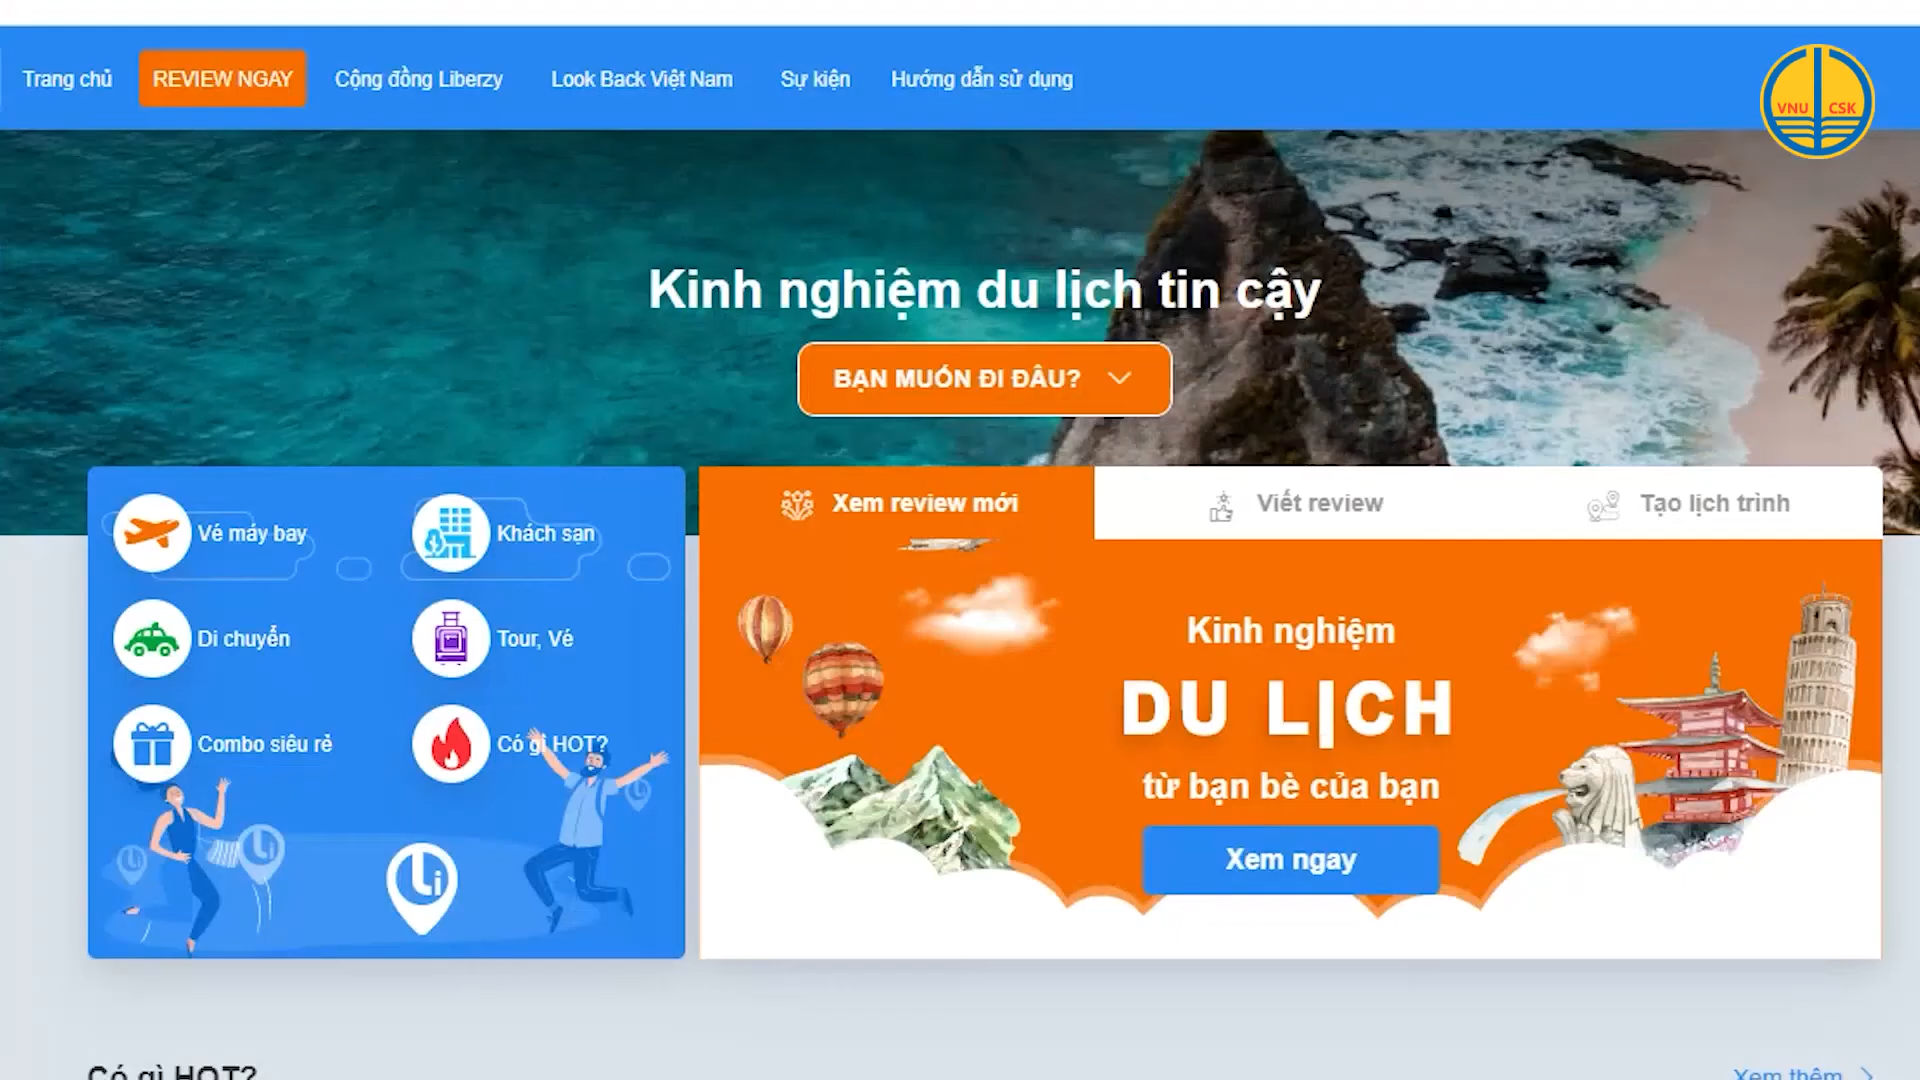 Trang chủ
REVIEW NGAY
Cộng đồng Liberzy
Look Back Việt Nam
Sự kiện
Hướng dẫn sử dụng
VNU CSK
Kinh nghiệm du lịch tin cậy
BẠN MUỐN ĐI ĐÂU?
Vé máy bay
Khách sạn
Di chuyển
Tour, Vé
Combo siêu rẻ
Có gì HOT?
Li
Li
Li
Xem review mới
Viết review
Tạo lịch trình
Kinh nghiệm
DU LỊCH
từ bạn bè của bạn
Xem ngay
Có gì HOT?
Xem thêm